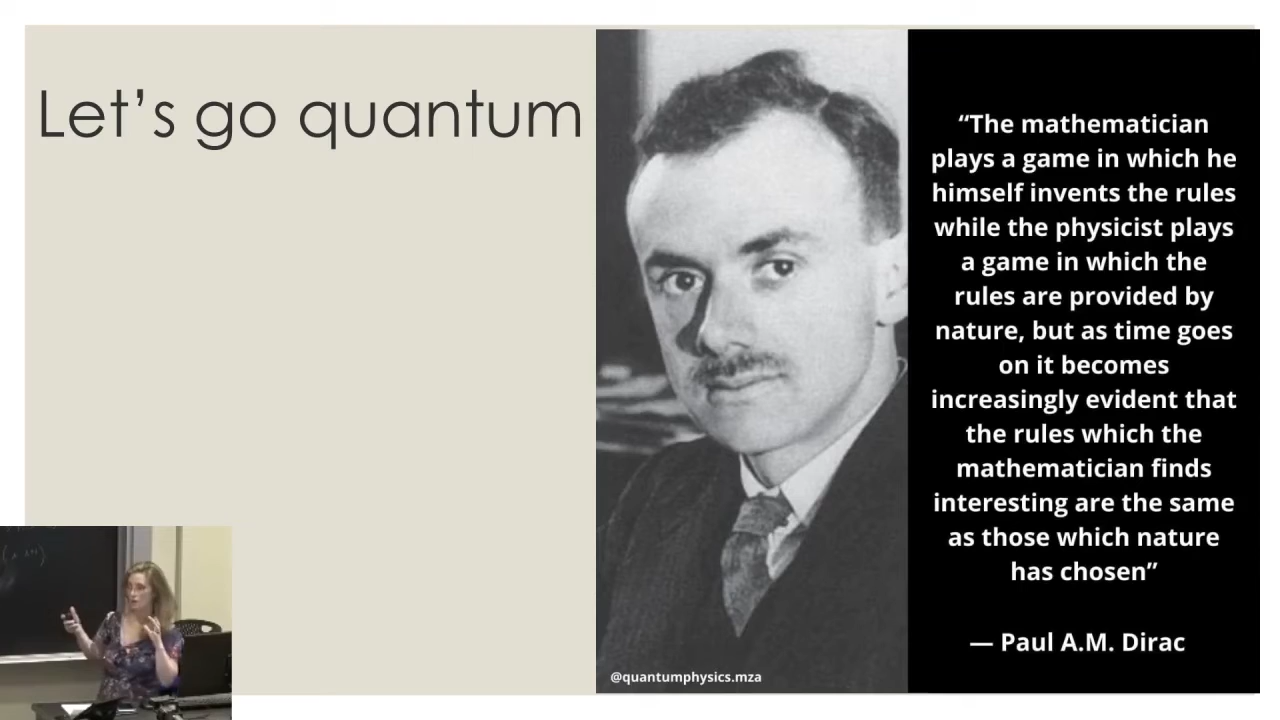 Let's go quantum
“The mathematician
plays a game in which he
himself invents the rules
while the physicist plays
a game in which the
rules are provided by
nature, but as time goes
on it becomes
increasingly evident that
the rules which the
mathematician finds
interesting are the same
as those which nature
has chosen”
— Paul A.M. Dirac
@quantumphysics.mza